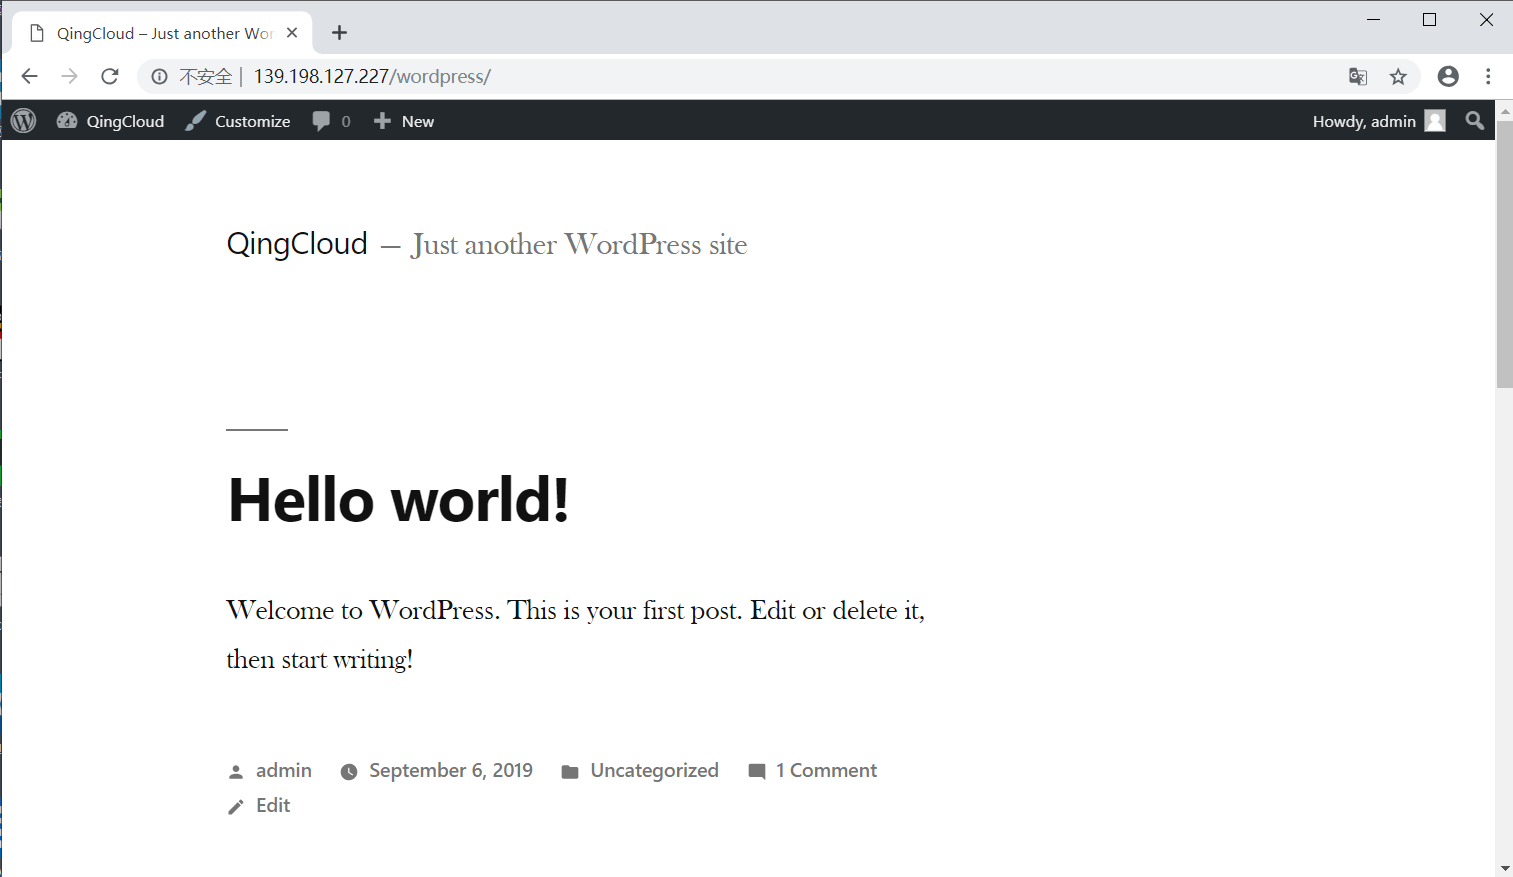 QingCloud – Just another Wor
不安全 | 139.198.127.227/wordpress/
QingCloud Customize 0 New Howdy, admin
QingCloud — Just another WordPress site
Hello world!
Welcome to WordPress. This is your first post. Edit or delete it,
then start writing!
admin September 6, 2019 Uncategorized 1 Comment
Edit